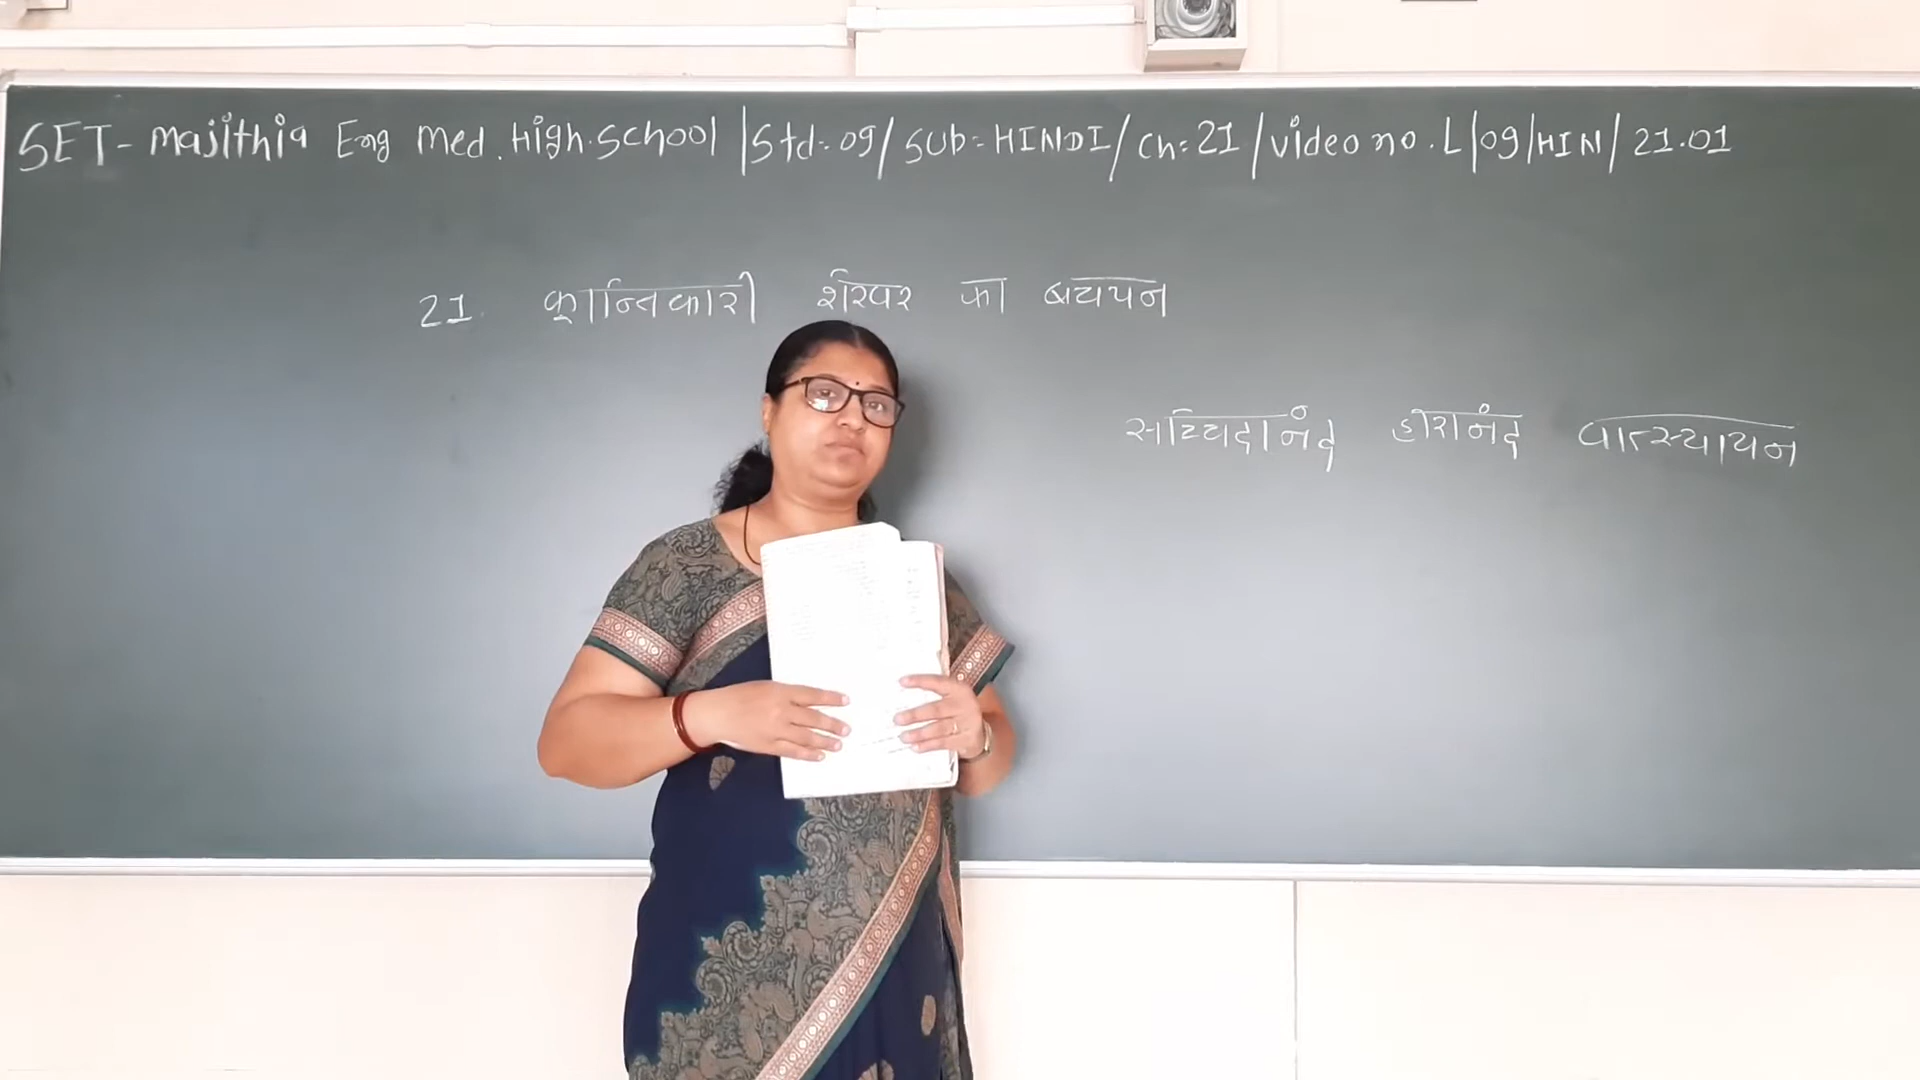 SET - Majithia Eng Med. High.School |Std:- 09/ SUB:- HINDI/ Ch:- 21 /video no. L|09|HIN/ 21.01
21. क्रान्तिकारी शेखर का बचपन
सच्चिदानंद हीरानंद वात्स्यायन